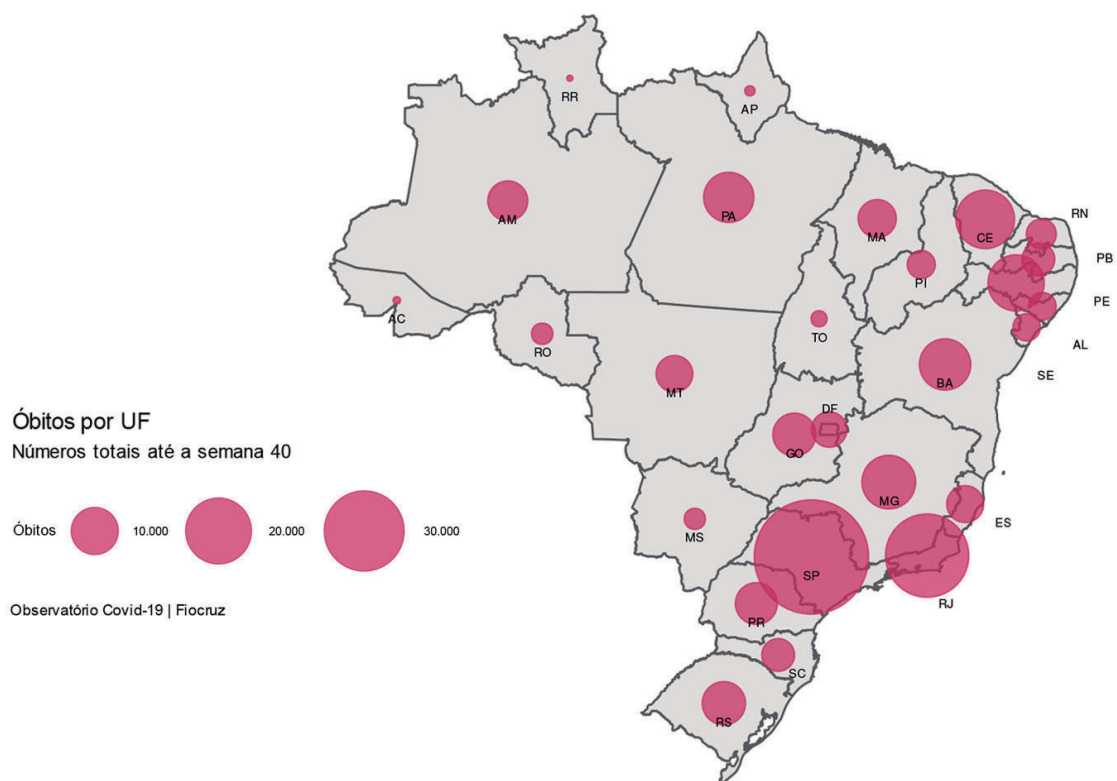 RR
AP
AM
PA
MA
CE
RN
PB
PI
PE
AC
TO
AL
RO
SE
MT
BA
DF
GO
MG
ES
MS
SP
RJ
PR
SC
RS
Óbitos por UF
Números totais até a semana 40
Óbitos 10.000 20.000 30.000
Observatório Covid-19 | Fiocruz